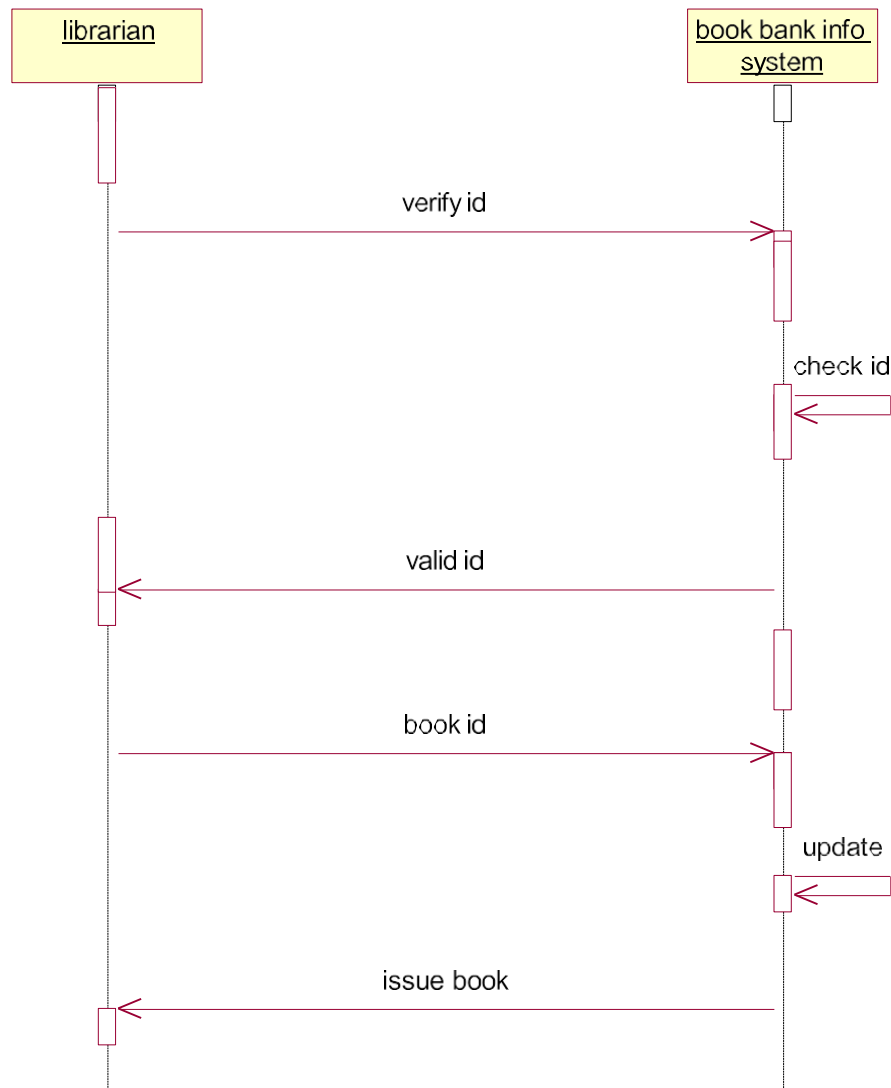 librarian
book bank info
system
verify id
check id
valid id
book id
update
issue book